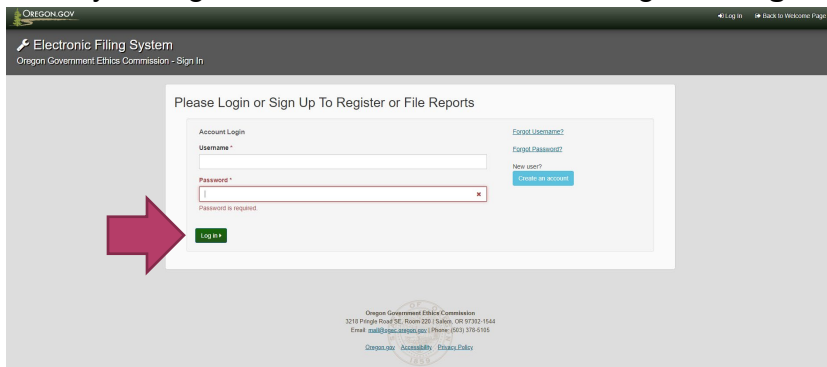 OREGON.GOV
Log In Back to Welcome Page
Electronic Filing System
Oregon Government Ethics Commission - Sign In
Please Login or Sign Up To Register or File Reports
Account Login
Username *
Password *
Password is required.
Log in
Forgot Username?
Forgot Password?
New user?
Create an account
Oregon Government Ethics Commission
3218 Pringle Road SE, Room 220 | Salem, OR 97302-1544
Email: mail@ogec.oregon.gov | Phone: (503) 378-5105
Oregon.gov Accessibility Privacy Policy